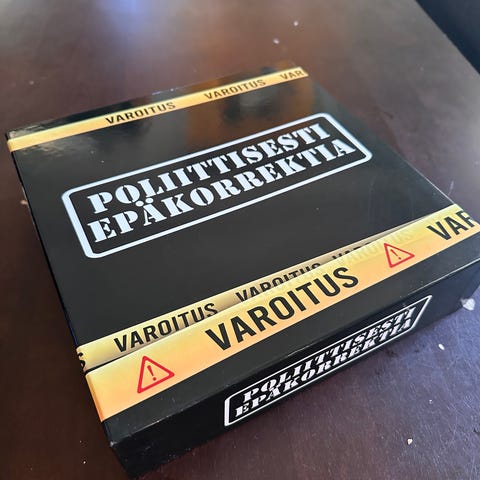 VAROITUS VAROITUS VAR
POLIITTISESTI
EPÄKORREKTIA
VAROITUS VAROITUS VAROITUS
VAROITUS VAR
POLIITTISESTI
EPÄKORREKTIA